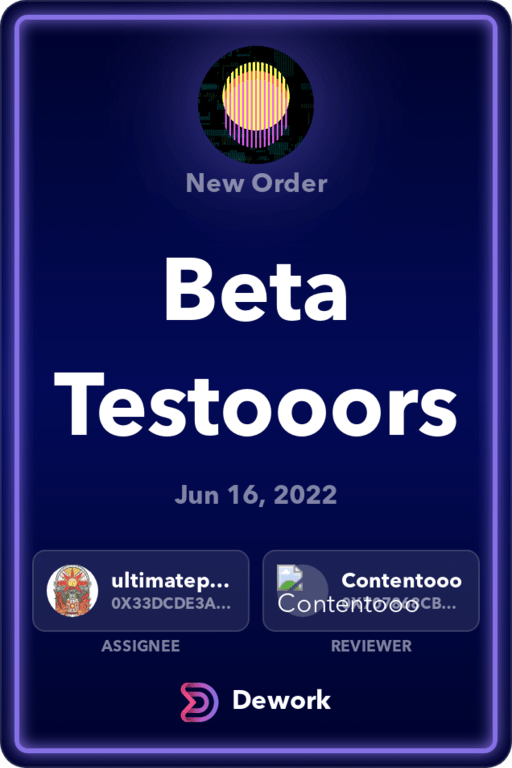 New Order
Beta
Testooors
Jun 16, 2022
ultimatep...
0X33DCDE3A...
Contentooo
Contentooo
ASSIGNEE
REVIEWER
Dework